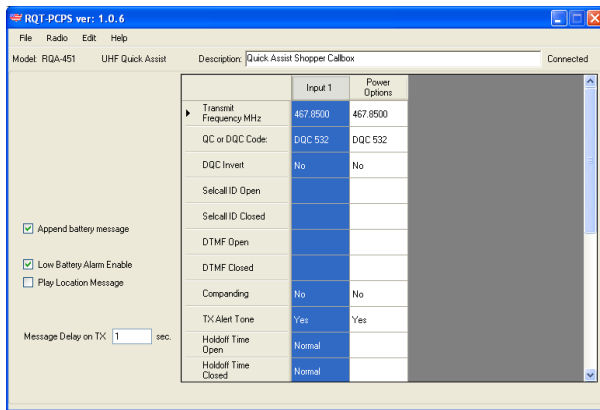 RQT-PCPS ver: 1.0.6
File Radio Edit Help
Model: RQA-451 UHF Quick Assist Description: Quick Assist Shopper Callbox Connected
Input 1 Power Options
Transmit Frequency MHz 467.8500 467.8500
QC or DQC Code: DQC 532 DQC 532
DQC Invert No No
Selcall ID Open
Selcall ID Closed
Append battery message
DTMF Open
Low Battery Alarm Enable
DTMF Closed
Play Location Message
Companding No No
TX Alert Tone Yes Yes
Message Delay on TX 1 sec.
Holdoff Time Open Normal
Holdoff Time Closed Normal